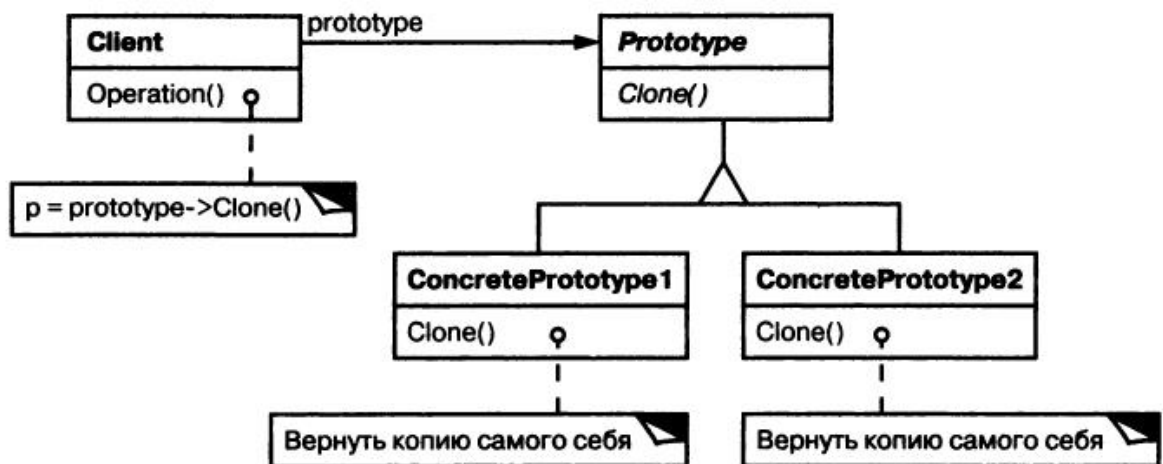 prototype
Client
Operation()
p = prototype->Clone()
Prototype
Clone()
ConcretePrototype1
Clone()
Вернуть копию самого себя
ConcretePrototype2
Clone()
Вернуть копию самого себя